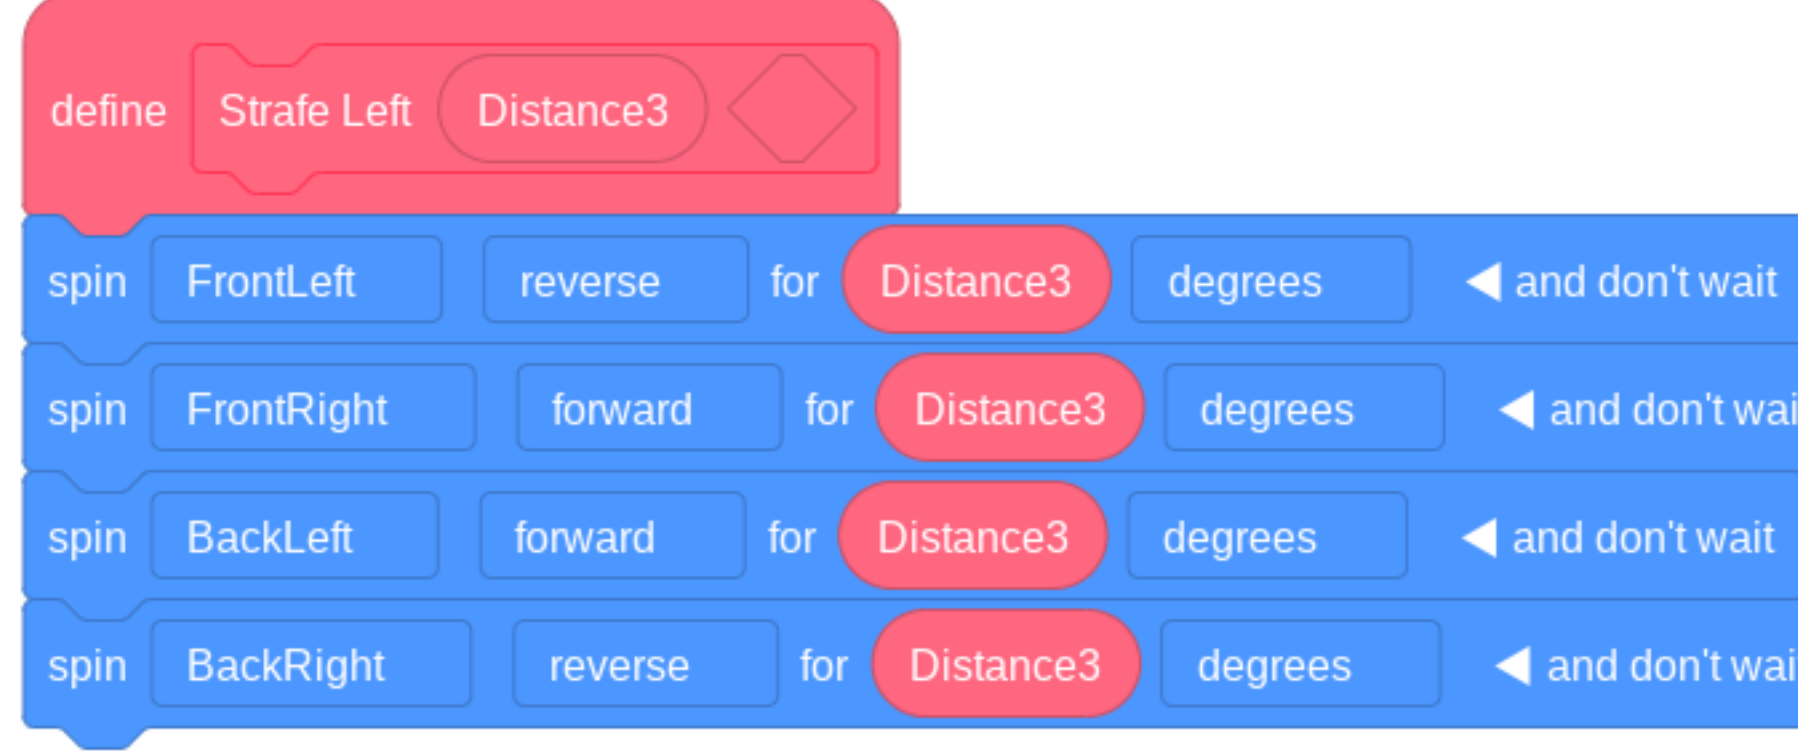 define Strafe Left Distance3
spin FrontLeft reverse for Distance3 degrees and don't wait
spin FrontRight forward for Distance3 degrees and don't wai
spin BackLeft forward for Distance3 degrees and don't wait
spin BackRight reverse for Distance3 degrees and don't wai